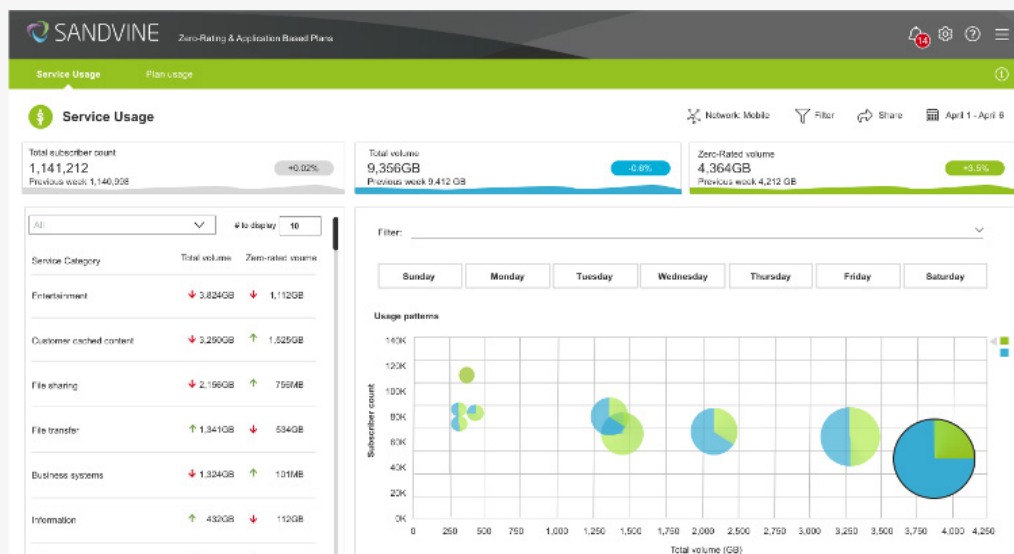 SANDVINE Zero-Rating & Application Based Plans
14
Service Usage Plan usage
Service Usage
Network: Mobile Filter Share April 1 - April 6
Total subscriber count
1,141,212
+0.02%
Previous week 1,140,998
Total volume
9,356GB
-0.6%
Previous week 9,412 GB
Zero-Rated volume
4,364GB
+3.5%
Previous week 4,212 GB
All # to display 10
Service Category Total volume Zero-rated voume
Entertainment 3,824GB 1,112GB
Customer cached content 3,250GB 1,625GB
File sharing 2,156GB 756MB
File transfer 1,341GB 534GB
Business systems 1,324GB 101MB
Information 432GB 112GB
Filter:
Sunday Monday Tuesday Wednesday Thursday Friday Saturday
Usage patterns
140K
120K
100K
80K
60K
40K
20K
0K
Subscriber count
0 250 500 750 1,000 1,250 1,500 1,750 2,000 2,250 2,500 2,750 3,000 3,250 3,500 3,750 4,000 4,250
Total volume (GB)